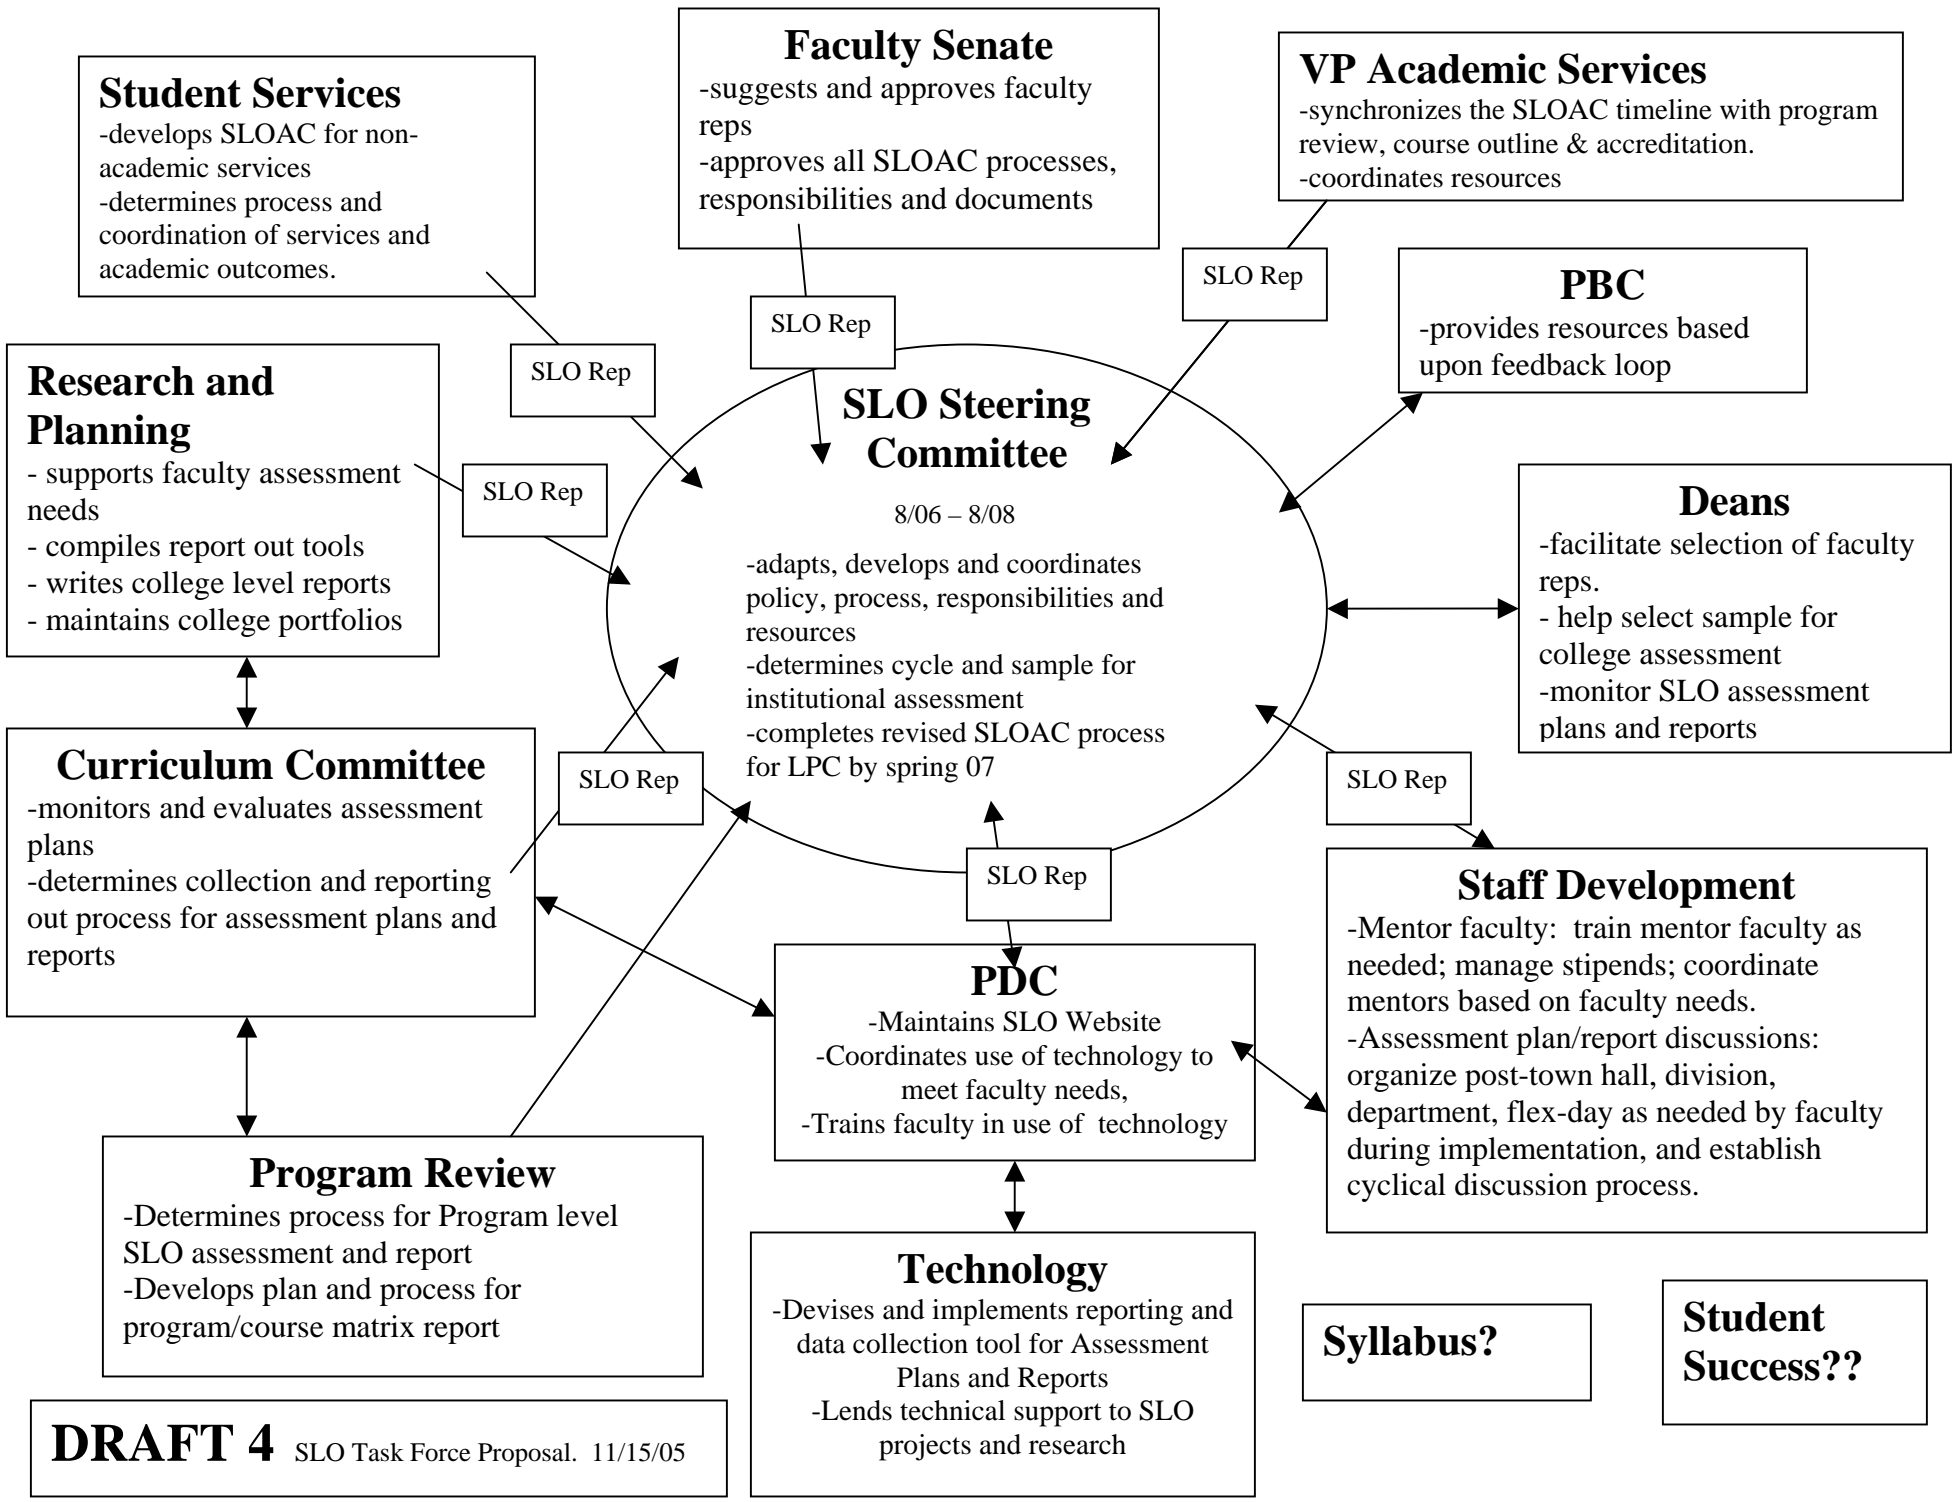 Student Services
-develops SLOAC for non-
academic services
-determines process and
coordination of services and
academic outcomes.
Faculty Senate
-suggests and approves faculty
reps
-approves all SLOAC processes,
responsibilities and documents
VP Academic Services
-synchronizes the SLOAC timeline with program
review, course outline & accreditation.
-coordinates resources
SLO Rep
SLO Rep
SLO Rep
PBC
-provides resources based
upon feedback loop
Research and
Planning
- supports faculty assessment
needs
- compiles report out tools
- writes college level reports
- maintains college portfolios
SLO Rep
SLO Steering
Committee
8/06 – 8/08
-adapts, develops and coordinates
policy, process, responsibilities and
resources
-determines cycle and sample for
institutional assessment
-completes revised SLOAC process
for LPC by spring 07
Deans
-facilitate selection of faculty
reps.
- help select sample for
college assessment
-monitor SLO assessment
plans and reports
Curriculum Committee
-monitors and evaluates assessment
plans
-determines collection and reporting
out process for assessment plans and
reports
SLO Rep
SLO Rep
SLO Rep
Staff Development
-Mentor faculty:  train mentor faculty as
needed; manage stipends; coordinate
mentors based on faculty needs.
-Assessment plan/report discussions:
organize post-town hall, division,
department, flex-day as needed by faculty
during implementation, and establish
cyclical discussion process.
PDC
-Maintains SLO Website
-Coordinates use of technology to
meet faculty needs,
-Trains faculty in use of  technology
Program Review
-Determines process for Program level
SLO assessment and report
-Develops plan and process for
program/course matrix report
Technology
-Devises and implements reporting and
data collection tool for Assessment
Plans and Reports
-Lends technical support to SLO
projects and research
Syllabus?
Student
Success??
DRAFT 4 SLO Task Force Proposal.  11/15/05